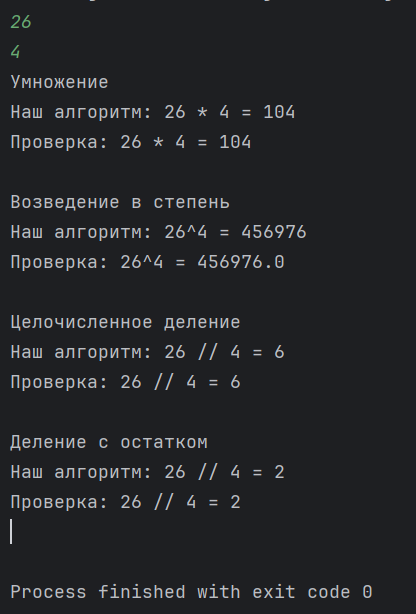 26
4
Умножение
Наш алгоритм: 26 * 4 = 104
Проверка: 26 * 4 = 104
Возведение в степень
Наш алгоритм: 26^4 = 456976
Проверка: 26^4 = 456976.0
Целочисленное деление
Наш алгоритм: 26 // 4 = 6
Проверка: 26 // 4 = 6
Деление с остатком
Наш алгоритм: 26 // 4 = 2
Проверка: 26 // 4 = 2
Process finished with exit code 0